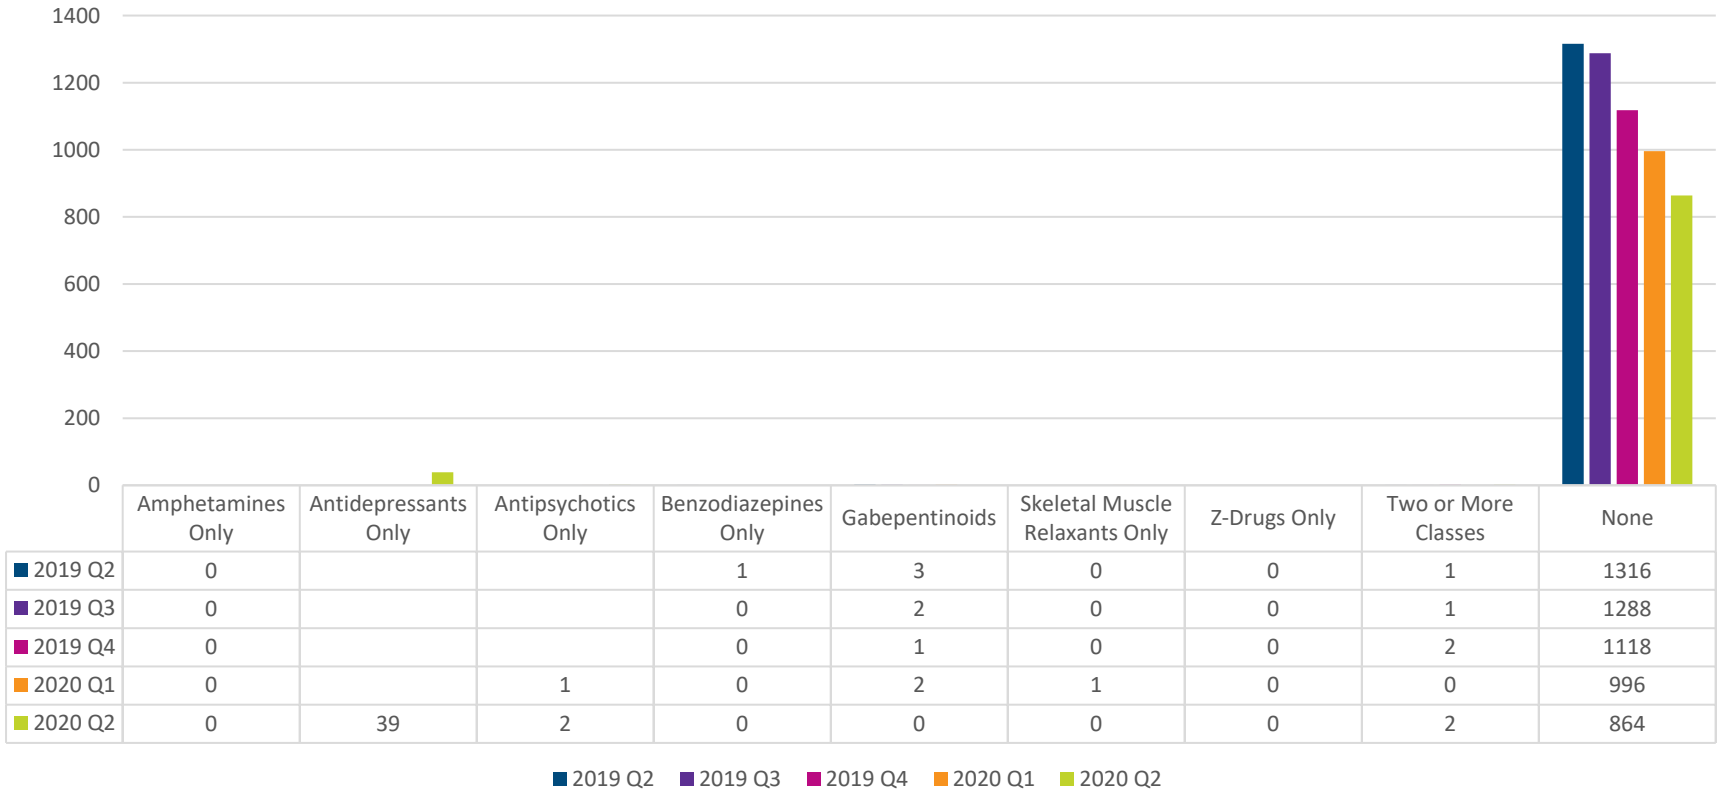 1400
1200
1000
800
600
400
200
0
Amphetamines Only
Antidepressants Only
Antipsychotics Only
Benzodiazepines Only
Gabepentinoids
Skeletal Muscle Relaxants Only
Z-Drugs Only
Two or More Classes
None
2019 Q2 0 1 3 0 0 1 1316
2019 Q3 0 0 2 0 0 1 1288
2019 Q4 0 0 1 0 0 2 1118
2020 Q1 0 1 0 2 1 0 0 996
2020 Q2 0 39 2 0 0 0 0 2 864
2019 Q2 2019 Q3 2019 Q4 2020 Q1 2020 Q2